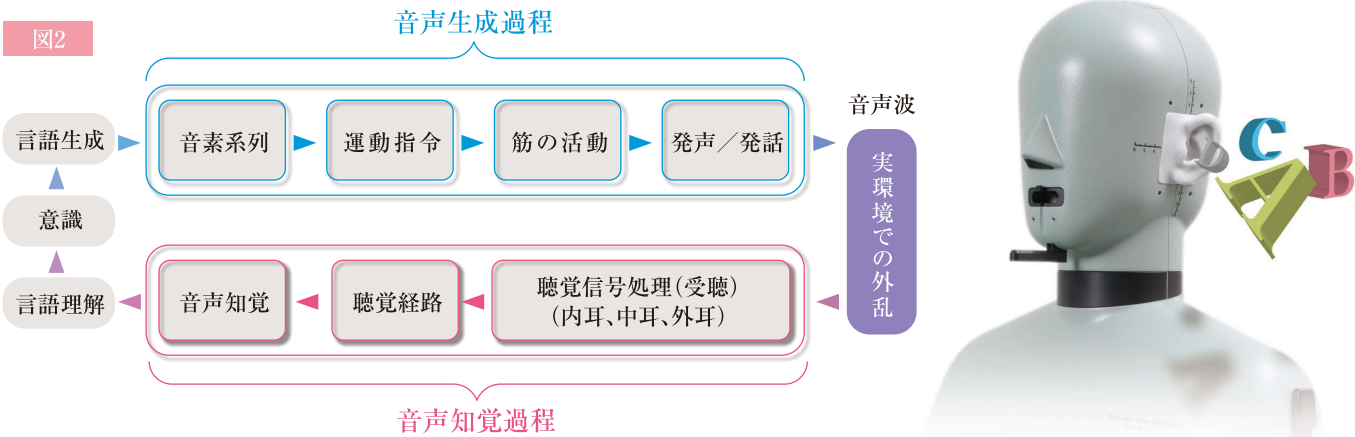 図2
音声生成過程
言語生成
音素系列
運動指令
筋の活動
発声／発話
音声波
実環境での外乱
意識
言語理解
音声知覚
聴覚経路
聴覚信号処理（受聴）
（内耳、中耳、外耳）
音声知覚過程
C
A
B